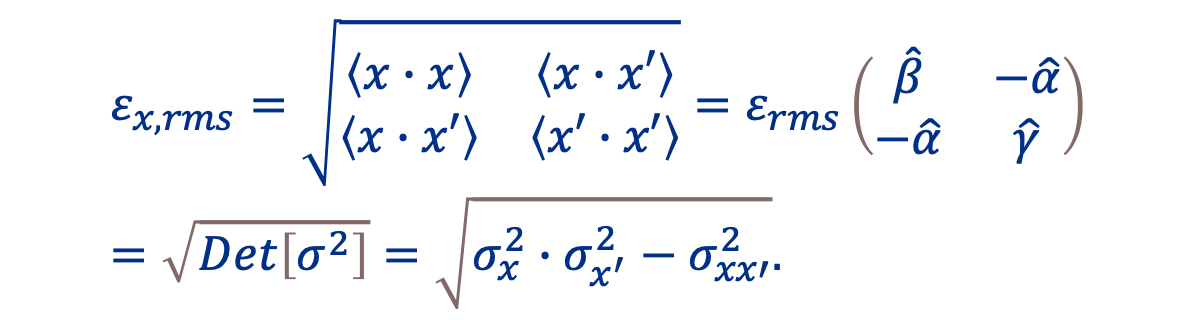 ε_{x,rms} = √(⟨x · x⟩ ⟨x · x′⟩ ; ⟨x · x′⟩ ⟨x′ · x′⟩) = ε_{rms} (β̂ −α̂ ; −α̂ γ̂)
= √(Det[σ²]) = √(σ_x² · σ_{x′}² − σ_{xx′}²).